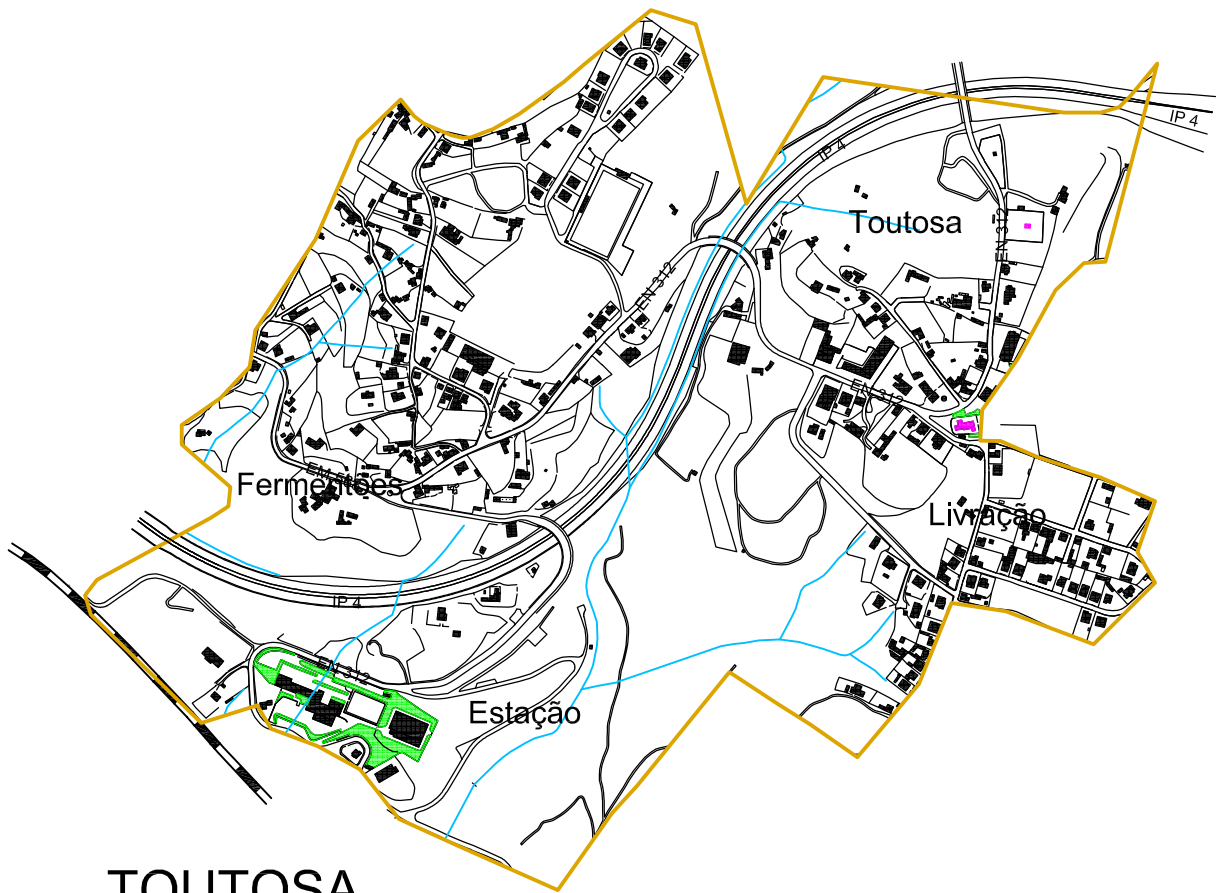 IP 4
IP 4
Toutosa
EN 312
EN 312
EN 312
Fermentões
Livração
IP 4
EN 312
Estação
TOUTOSA